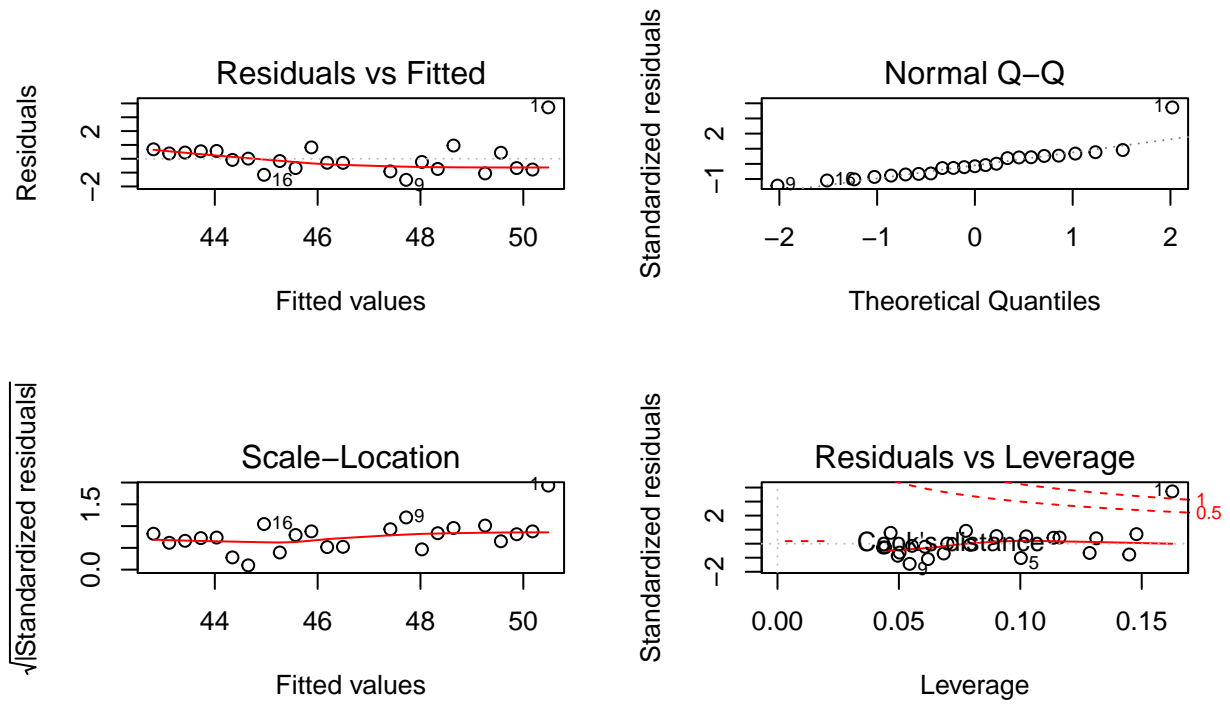 Residuals vs Fitted
Residuals
2
−2
1
16
9
44 46 48 50
Fitted values
Normal Q−Q
Standardized residuals
2
−1
1
9
16
−2 −1 0 1 2
Theoretical Quantiles
Scale−Location
√|Standardized residuals|
1.5
0.0
1
16
9
44 46 48 50
Fitted values
Residuals vs Leverage
Standardized residuals
2
−2
1
1
0.5
Cook's distance
9
5
0.00 0.05 0.10 0.15
Leverage